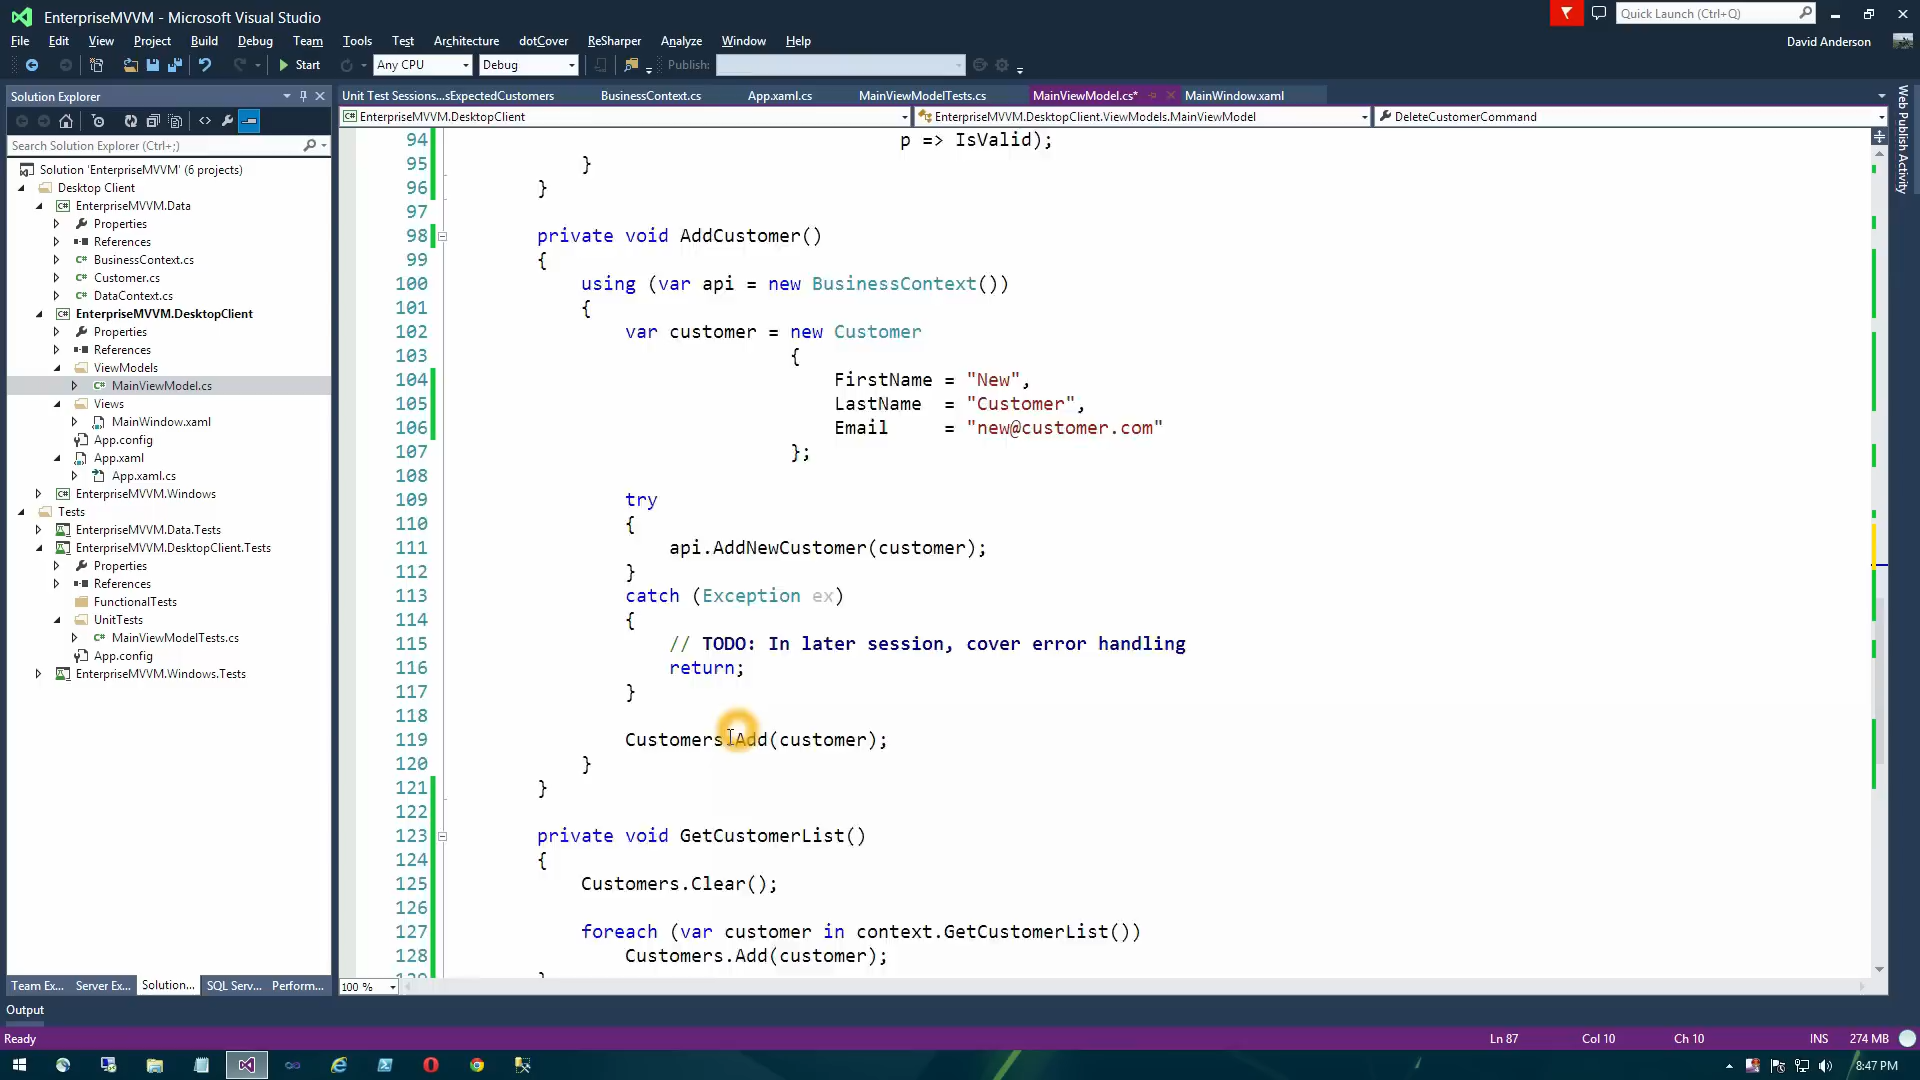 EnterpriseMVVM - Microsoft Visual Studio
Quick Launch (Ctrl+Q)
File Edit View Project Build Debug Team Tools Test Architecture dotCover ReSharper Analyze Window Help
David Anderson
Start Any CPU Debug Publish:
Solution Explorer
Unit Test Sessions...sExpectedCustomers BusinessContext.cs App.xaml.cs MainViewModelTests.cs MainViewModel.cs* MainWindow.xaml
EnterpriseMVVM.DesktopClient EnterpriseMVVM.DesktopClient.ViewModels.MainViewModel DeleteCustomerCommand
Web Publish Activity
Search Solution Explorer (Ctrl+;)
Solution 'EnterpriseMVVM' (6 projects)
Desktop Client
EnterpriseMVVM.Data
Properties
References
BusinessContext.cs
Customer.cs
DataContext.cs
EnterpriseMVVM.DesktopClient
Properties
References
ViewModels
MainViewModel.cs
Views
MainWindow.xaml
App.config
App.xaml
App.xaml.cs
EnterpriseMVVM.Windows
Tests
EnterpriseMVVM.Data.Tests
EnterpriseMVVM.DesktopClient.Tests
Properties
References
FunctionalTests
UnitTests
MainViewModelTests.cs
App.config
EnterpriseMVVM.Windows.Tests
94 p => IsValid);
95 }
96 }
97
98 private void AddCustomer()
99 {
100 using (var api = new BusinessContext())
101 {
102 var customer = new Customer
103 {
104 FirstName = "New",
105 LastName = "Customer",
106 Email = "new@customer.com"
107 };
108
109 try
110 {
111 api.AddNewCustomer(customer);
112 }
113 catch (Exception ex)
114 {
115 // TODO: In later session, cover error handling
116 return;
117 }
118
119 Customers.Add(customer);
120 }
121 }
122
123 private void GetCustomerList()
124 {
125 Customers.Clear();
126
127 foreach (var customer in context.GetCustomerList())
128 Customers.Add(customer);
Team Ex... Server Ex... Solution... SQL Serv... Perform...
100 %
Output
Ready Ln 87 Col 10 Ch 10 INS 274 MB
8:47 PM